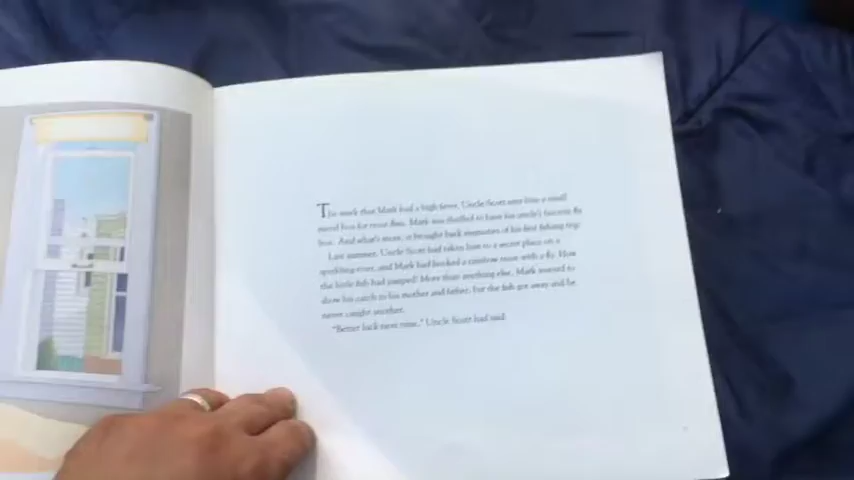 The week that Mark had a high fever, Uncle Scott sent him a small
wood box for trout flies. Mark was thrilled to have his uncle's favorite fly
box. And what's more, it brought back memories of his first fishing trip.
Last summer, Uncle Scott had taken him to a secret place on a
sparkling river, and Mark had hooked a rainbow trout with a fly. How
the little fish had jumped! More than anything else, Mark wanted to
show his catch to his mother and father, but the fish got away and he
never caught another.
"Better luck next time," Uncle Scott had said.